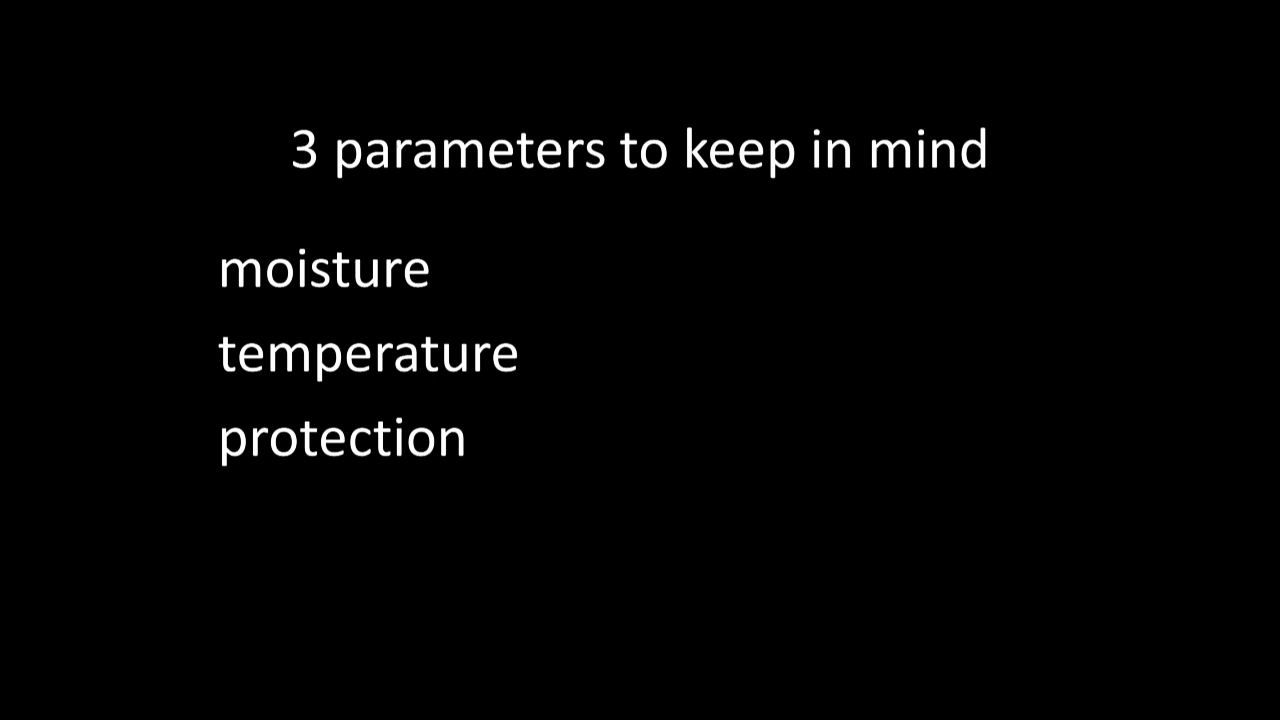 3 parameters to keep in mind
moisture
temperature
protection